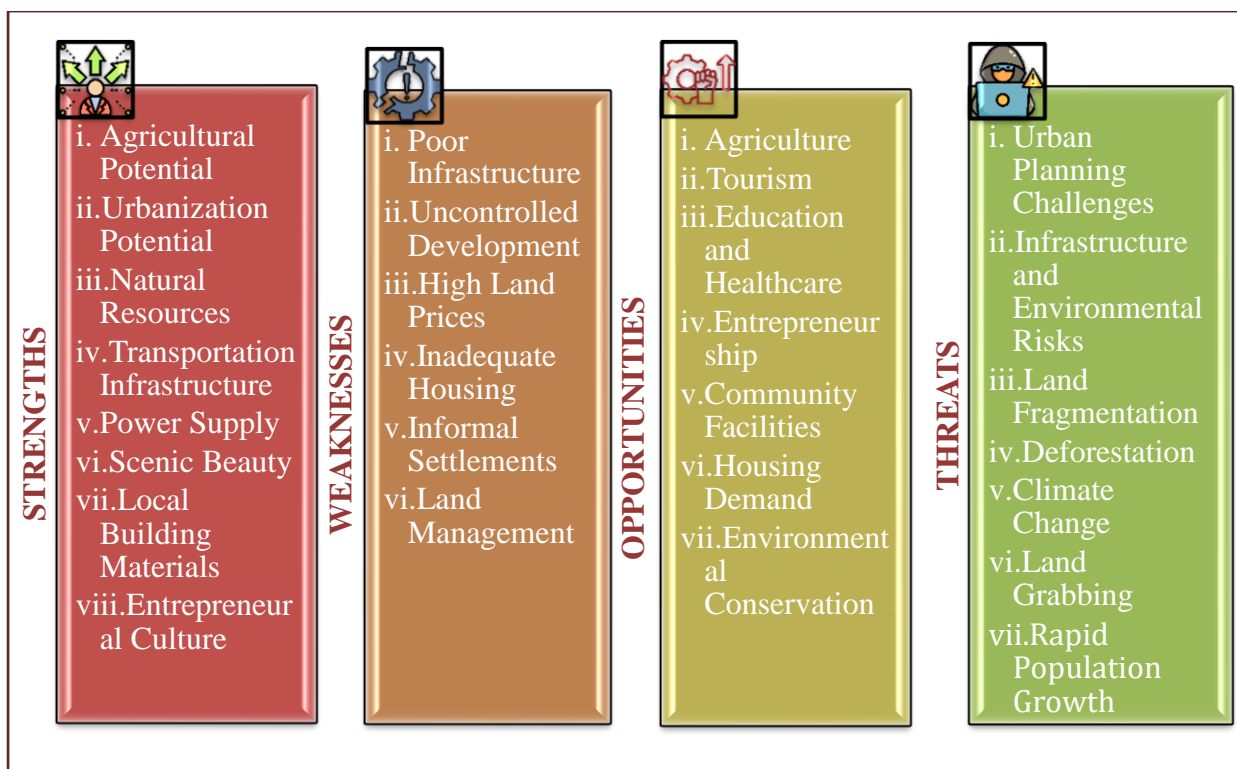 STRENGTHS
i. Agricultural
Potential
ii.Urbanization
Potential
iii.Natural
Resources
iv.Transportation
Infrastructure
v.Power Supply
vi.Scenic Beauty
vii.Local
Building
Materials
viii.Entrepreneur
al Culture
WEAKNESSES
i. Poor
Infrastructure
ii.Uncontrolled
Development
iii.High Land
Prices
iv.Inadequate
Housing
v.Informal
Settlements
vi.Land
Management
OPPORTUNITIES
i. Agriculture
ii.Tourism
iii.Education
and
Healthcare
iv.Entrepreneur
ship
v.Community
Facilities
vi.Housing
Demand
vii.Environment
al
Conservation
THREATS
i. Urban
Planning
Challenges
ii.Infrastructure
and
Environmental
Risks
iii.Land
Fragmentation
iv.Deforestation
v.Climate
Change
vi.Land
Grabbing
vii.Rapid
Population
Growth